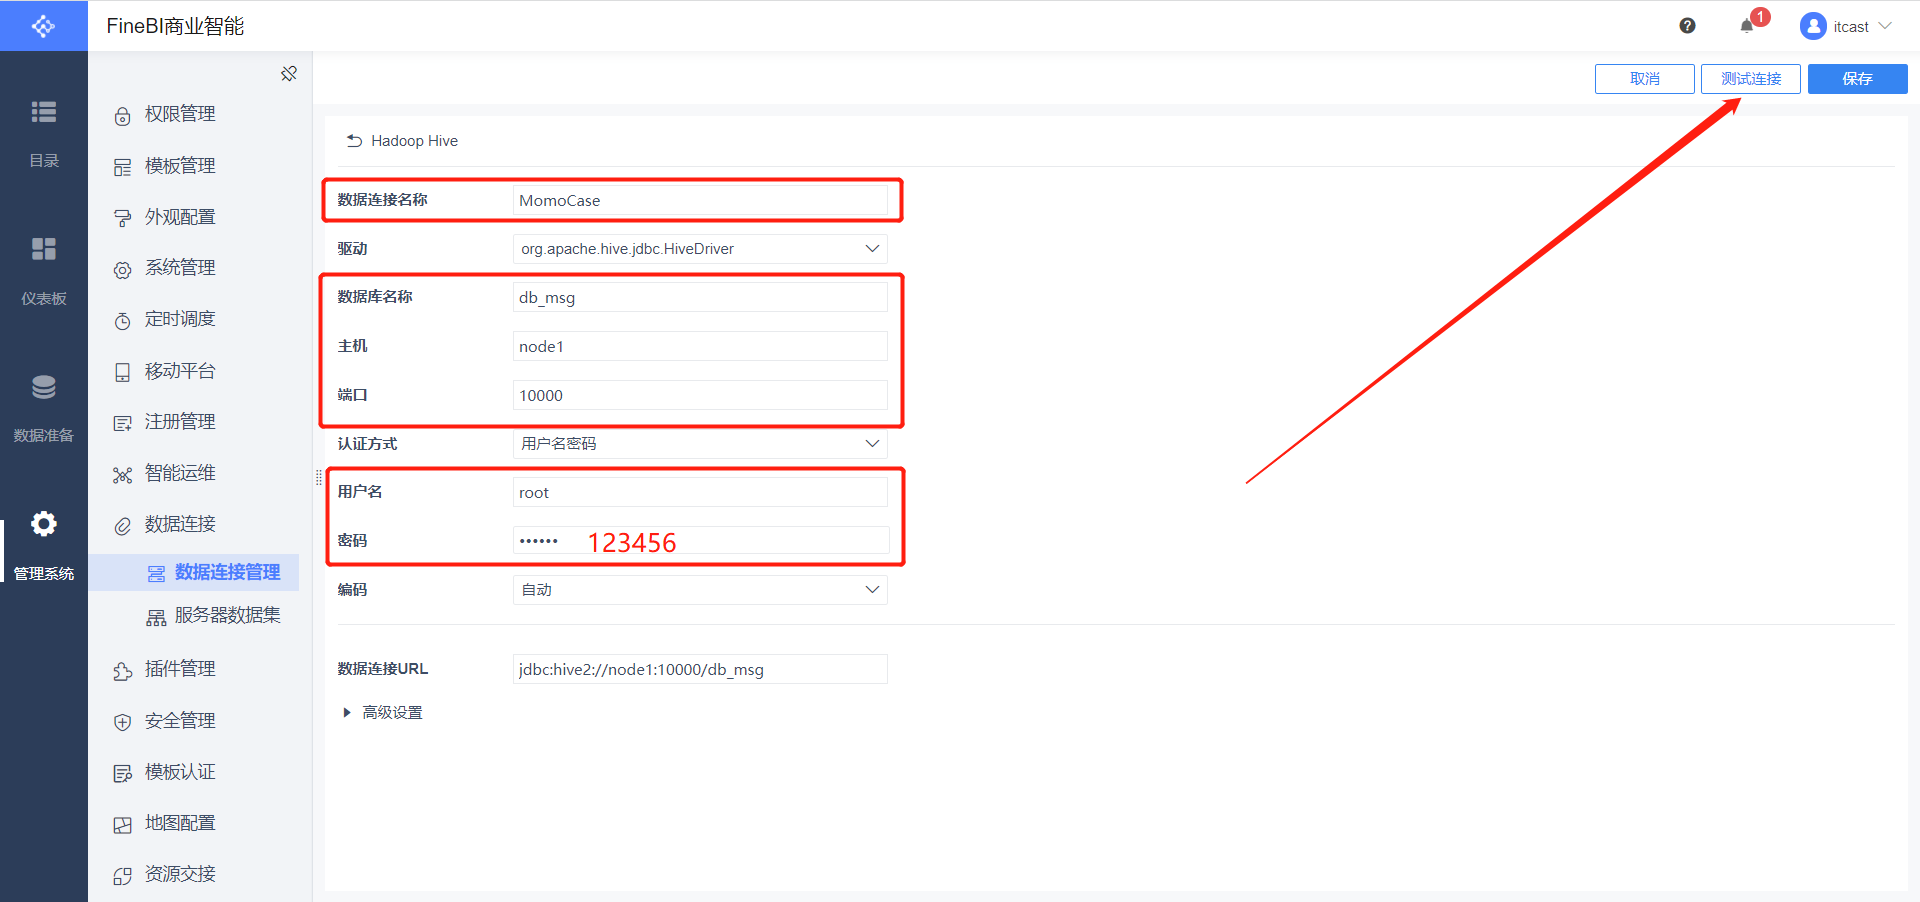 FineBI商业智能
1
itcast
目录
仪表板
数据准备
管理系统
权限管理
模板管理
外观配置
系统管理
定时调度
移动平台
注册管理
智能运维
数据连接
数据连接管理
服务器数据集
插件管理
安全管理
模板认证
地图配置
资源交接
取消
测试连接
保存
Hadoop Hive
数据连接名称 MomoCase
驱动 org.apache.hive.jdbc.HiveDriver
数据库名称 db_msg
主机 node1
端口 10000
认证方式 用户名密码
用户名 root
密码 •••••• 123456
编码 自动
数据连接URL jdbc:hive2://node1:10000/db_msg
高级设置